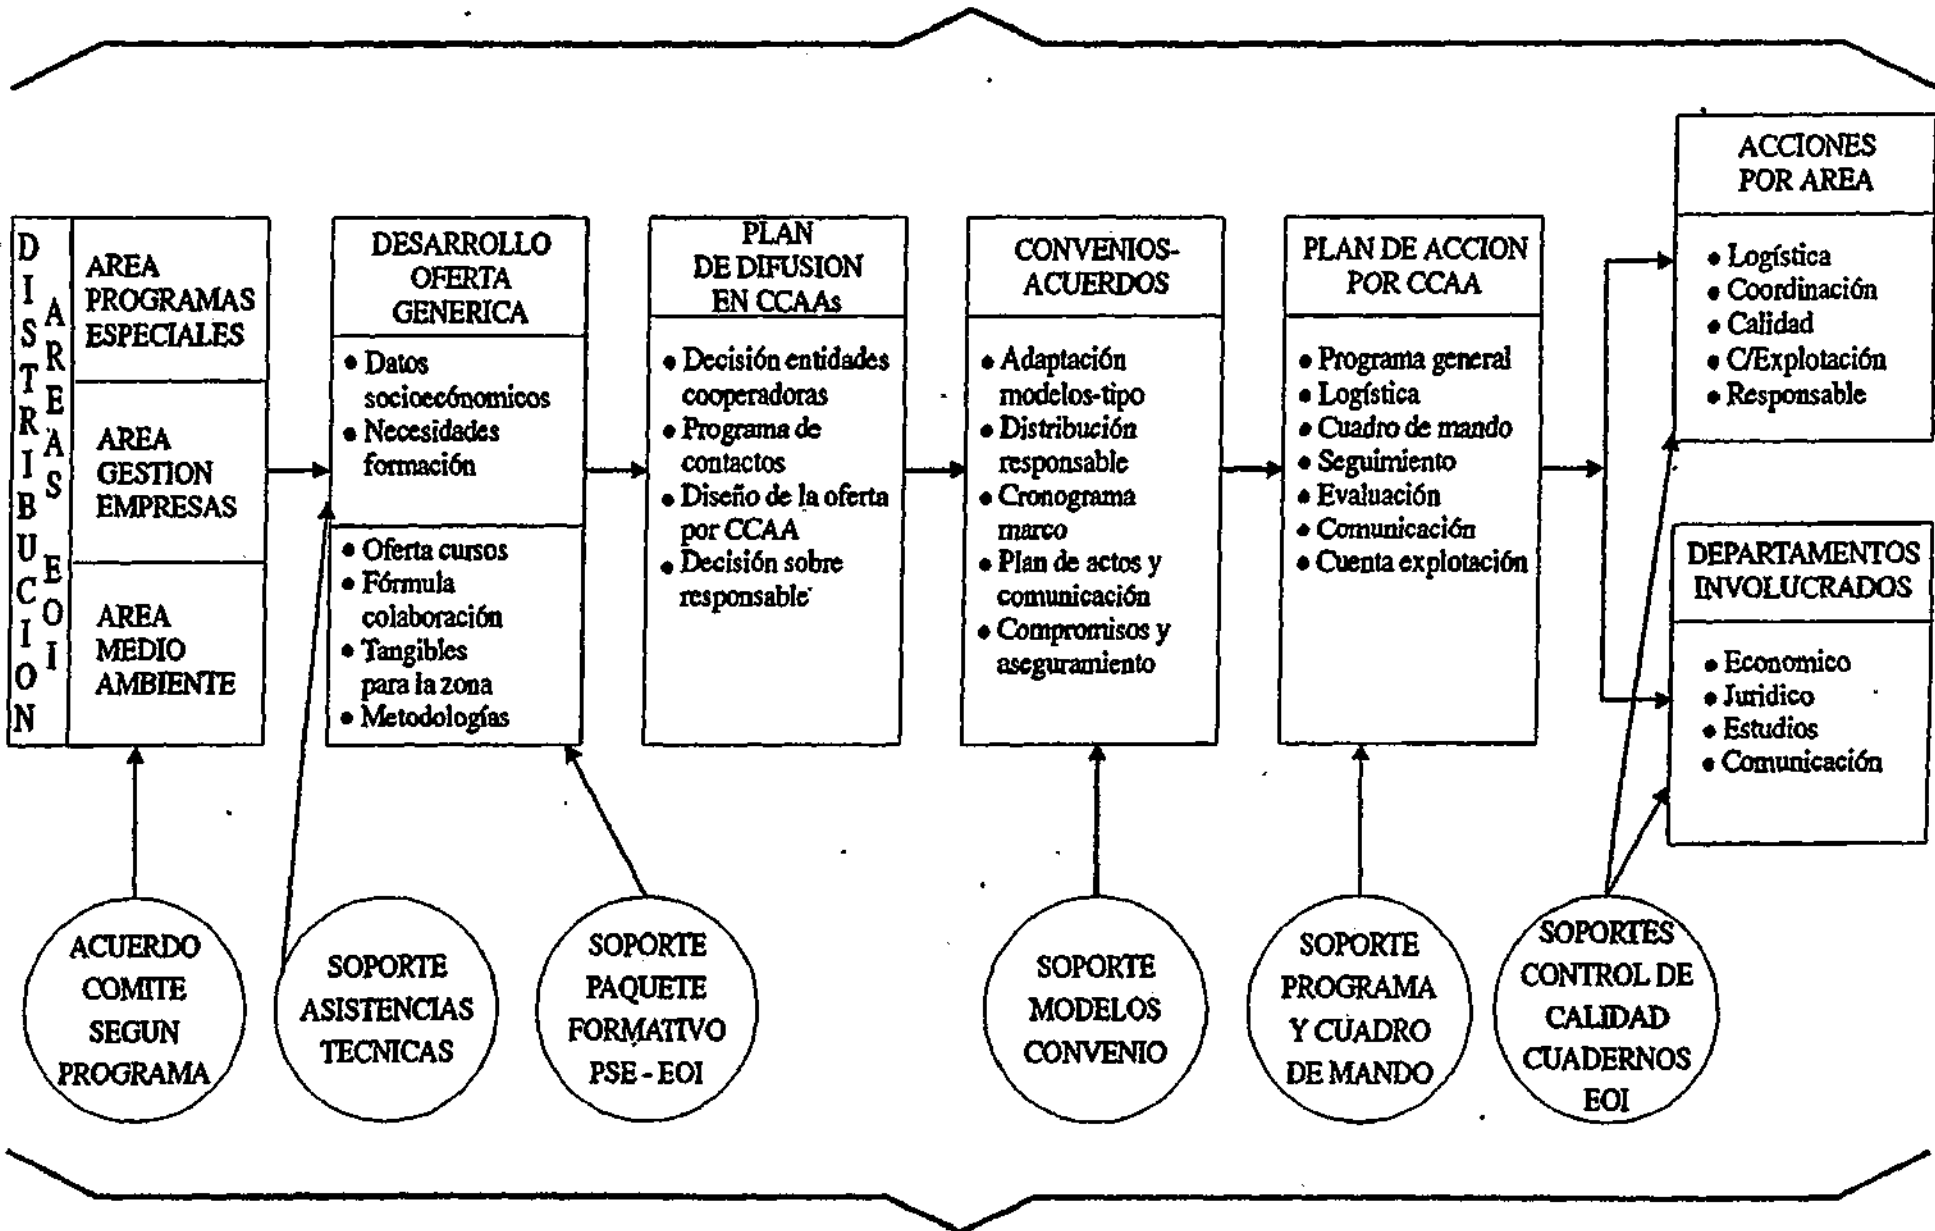 DISTRIBUCION
AREAS EOI
AREA
PROGRAMAS
ESPECIALES
AREA
GESTION
EMPRESAS
AREA
MEDIO
AMBIENTE
DESARROLLO
OFERTA
GENERICA
• Datos
socioecónomicos
• Necesidades
formación
• Oferta cursos
• Fórmula
colaboración
• Tangibles
para la zona
• Metodologías
PLAN
DE DIFUSION
EN CCAAs
• Decisión entidades
cooperadoras
• Programa de
contactos
• Diseño de la oferta
por CCAA
• Decisión sobre
responsable
CONVENIOS-
ACUERDOS
• Adaptación
modelos-tipo
• Distribución
responsable
• Cronograma
marco
• Plan de actos y
comunicación
• Compromisos y
aseguramiento
PLAN DE ACCION
POR CCAA
• Programa general
• Logística
• Cuadro de mando
• Seguimiento
• Evaluación
• Comunicación
• Cuenta explotación
ACCIONES
POR AREA
• Logística
• Coordinación
• Calidad
• C/Explotación
• Responsable
DEPARTAMENTOS
INVOLUCRADOS
• Economico
• Juridico
• Estudios
• Comunicación
ACUERDO
COMITE
SEGUN
PROGRAMA
SOPORTE
ASISTENCIAS
TECNICAS
SOPORTE
PAQUETE
FORMATIVO
PSE - EOI
SOPORTE
MODELOS
CONVENIO
SOPORTE
PROGRAMA
Y CUADRO
DE MANDO
SOPORTES
CONTROL DE
CALIDAD
CUADERNOS
EOI